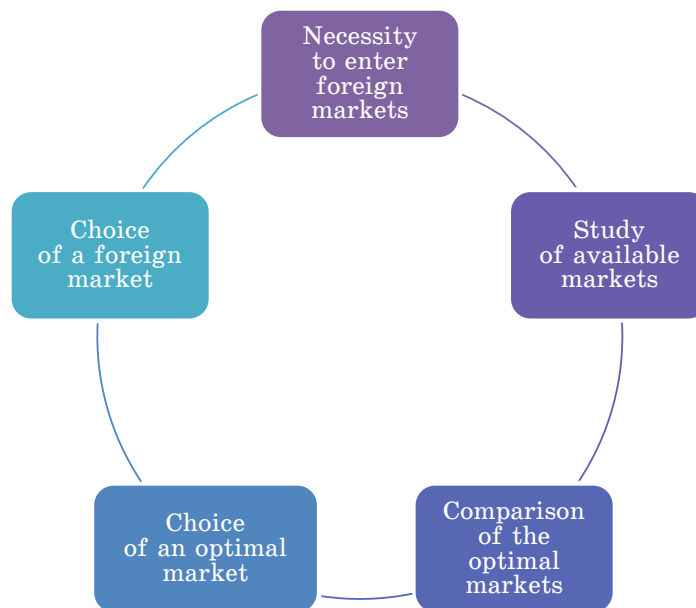 Necessity
to enter
foreign
markets
Study
of available
markets
Comparison
of the
optimal
markets
Choice
of an optimal
market
Choice
of a foreign
market